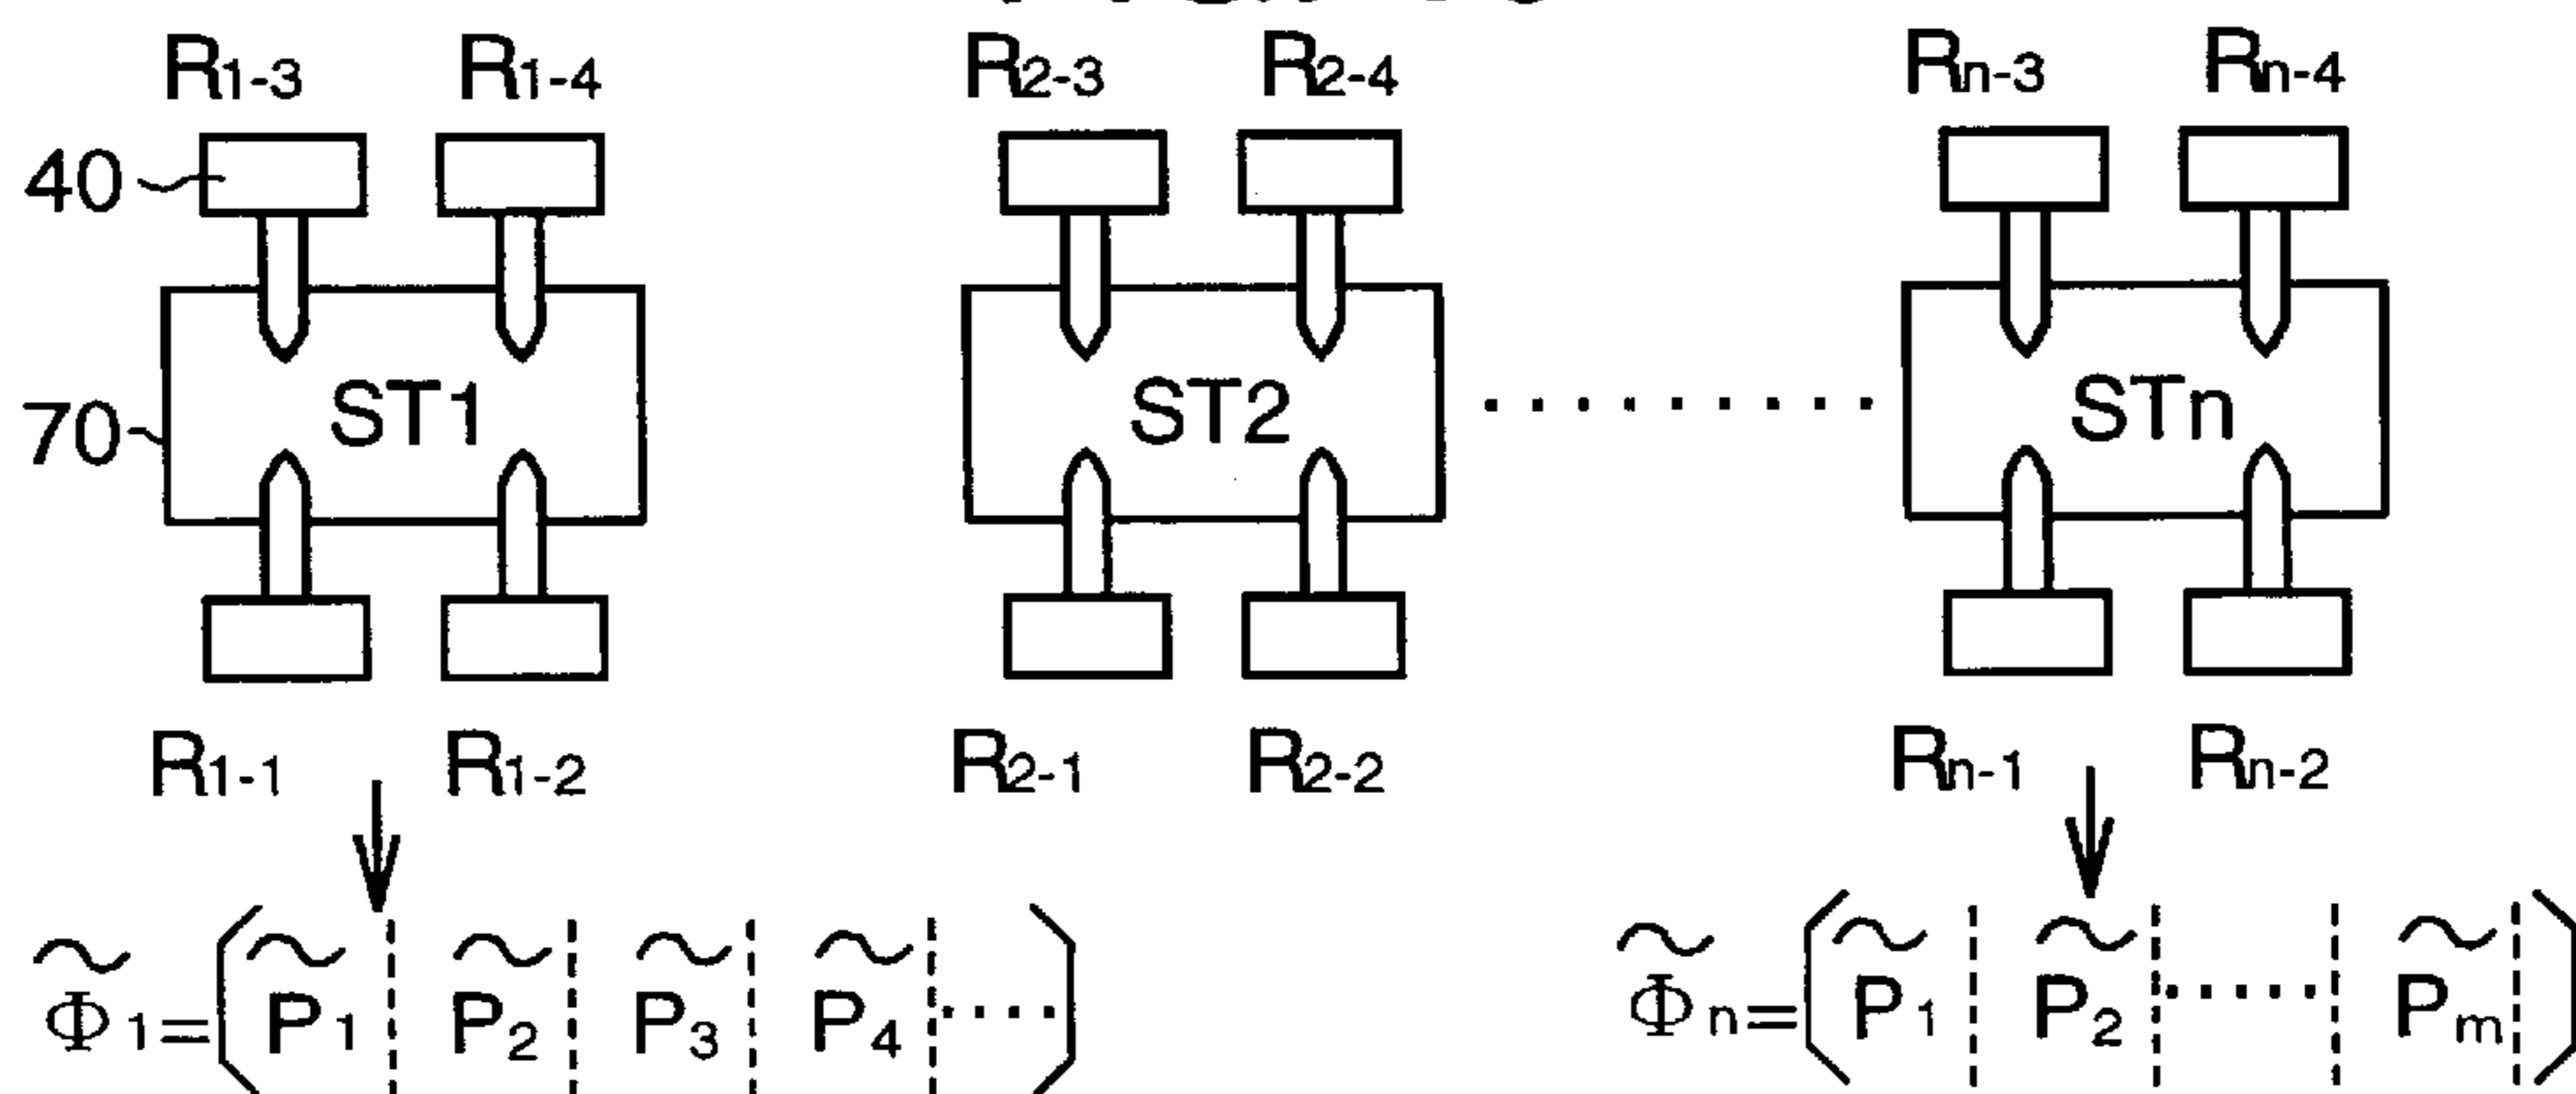 R1-3 R1-4 R2-3 R2-4 Rn-3 Rn-4
40
70 ST1 ST2 ......... STn
R1-1 R1-2 R2-1 R2-2 Rn-1 Rn-2
Φ̃1=(P̃1 ¦ P̃2 ¦ P̃3 ¦ P̃4 ¦ ....) Φ̃n=(P̃1 ¦ P̃2 ¦ ..... ¦ P̃m ¦)